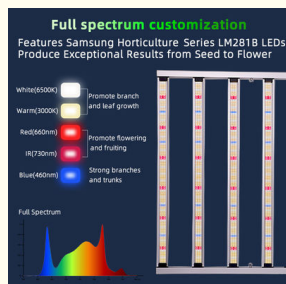 Full spectrum customization
Features Samsung Horticulture Series LM281B LEDs
Produce Exceptional Results from Seed to Flower
White(6500K)
Promote branch
and leaf growth
Warm(3000K)
Red(660nm)
Promote flowering
and fruiting
IR(730nm)
Blue(460nm)
Strong branches
and trunks
Full Spectrum